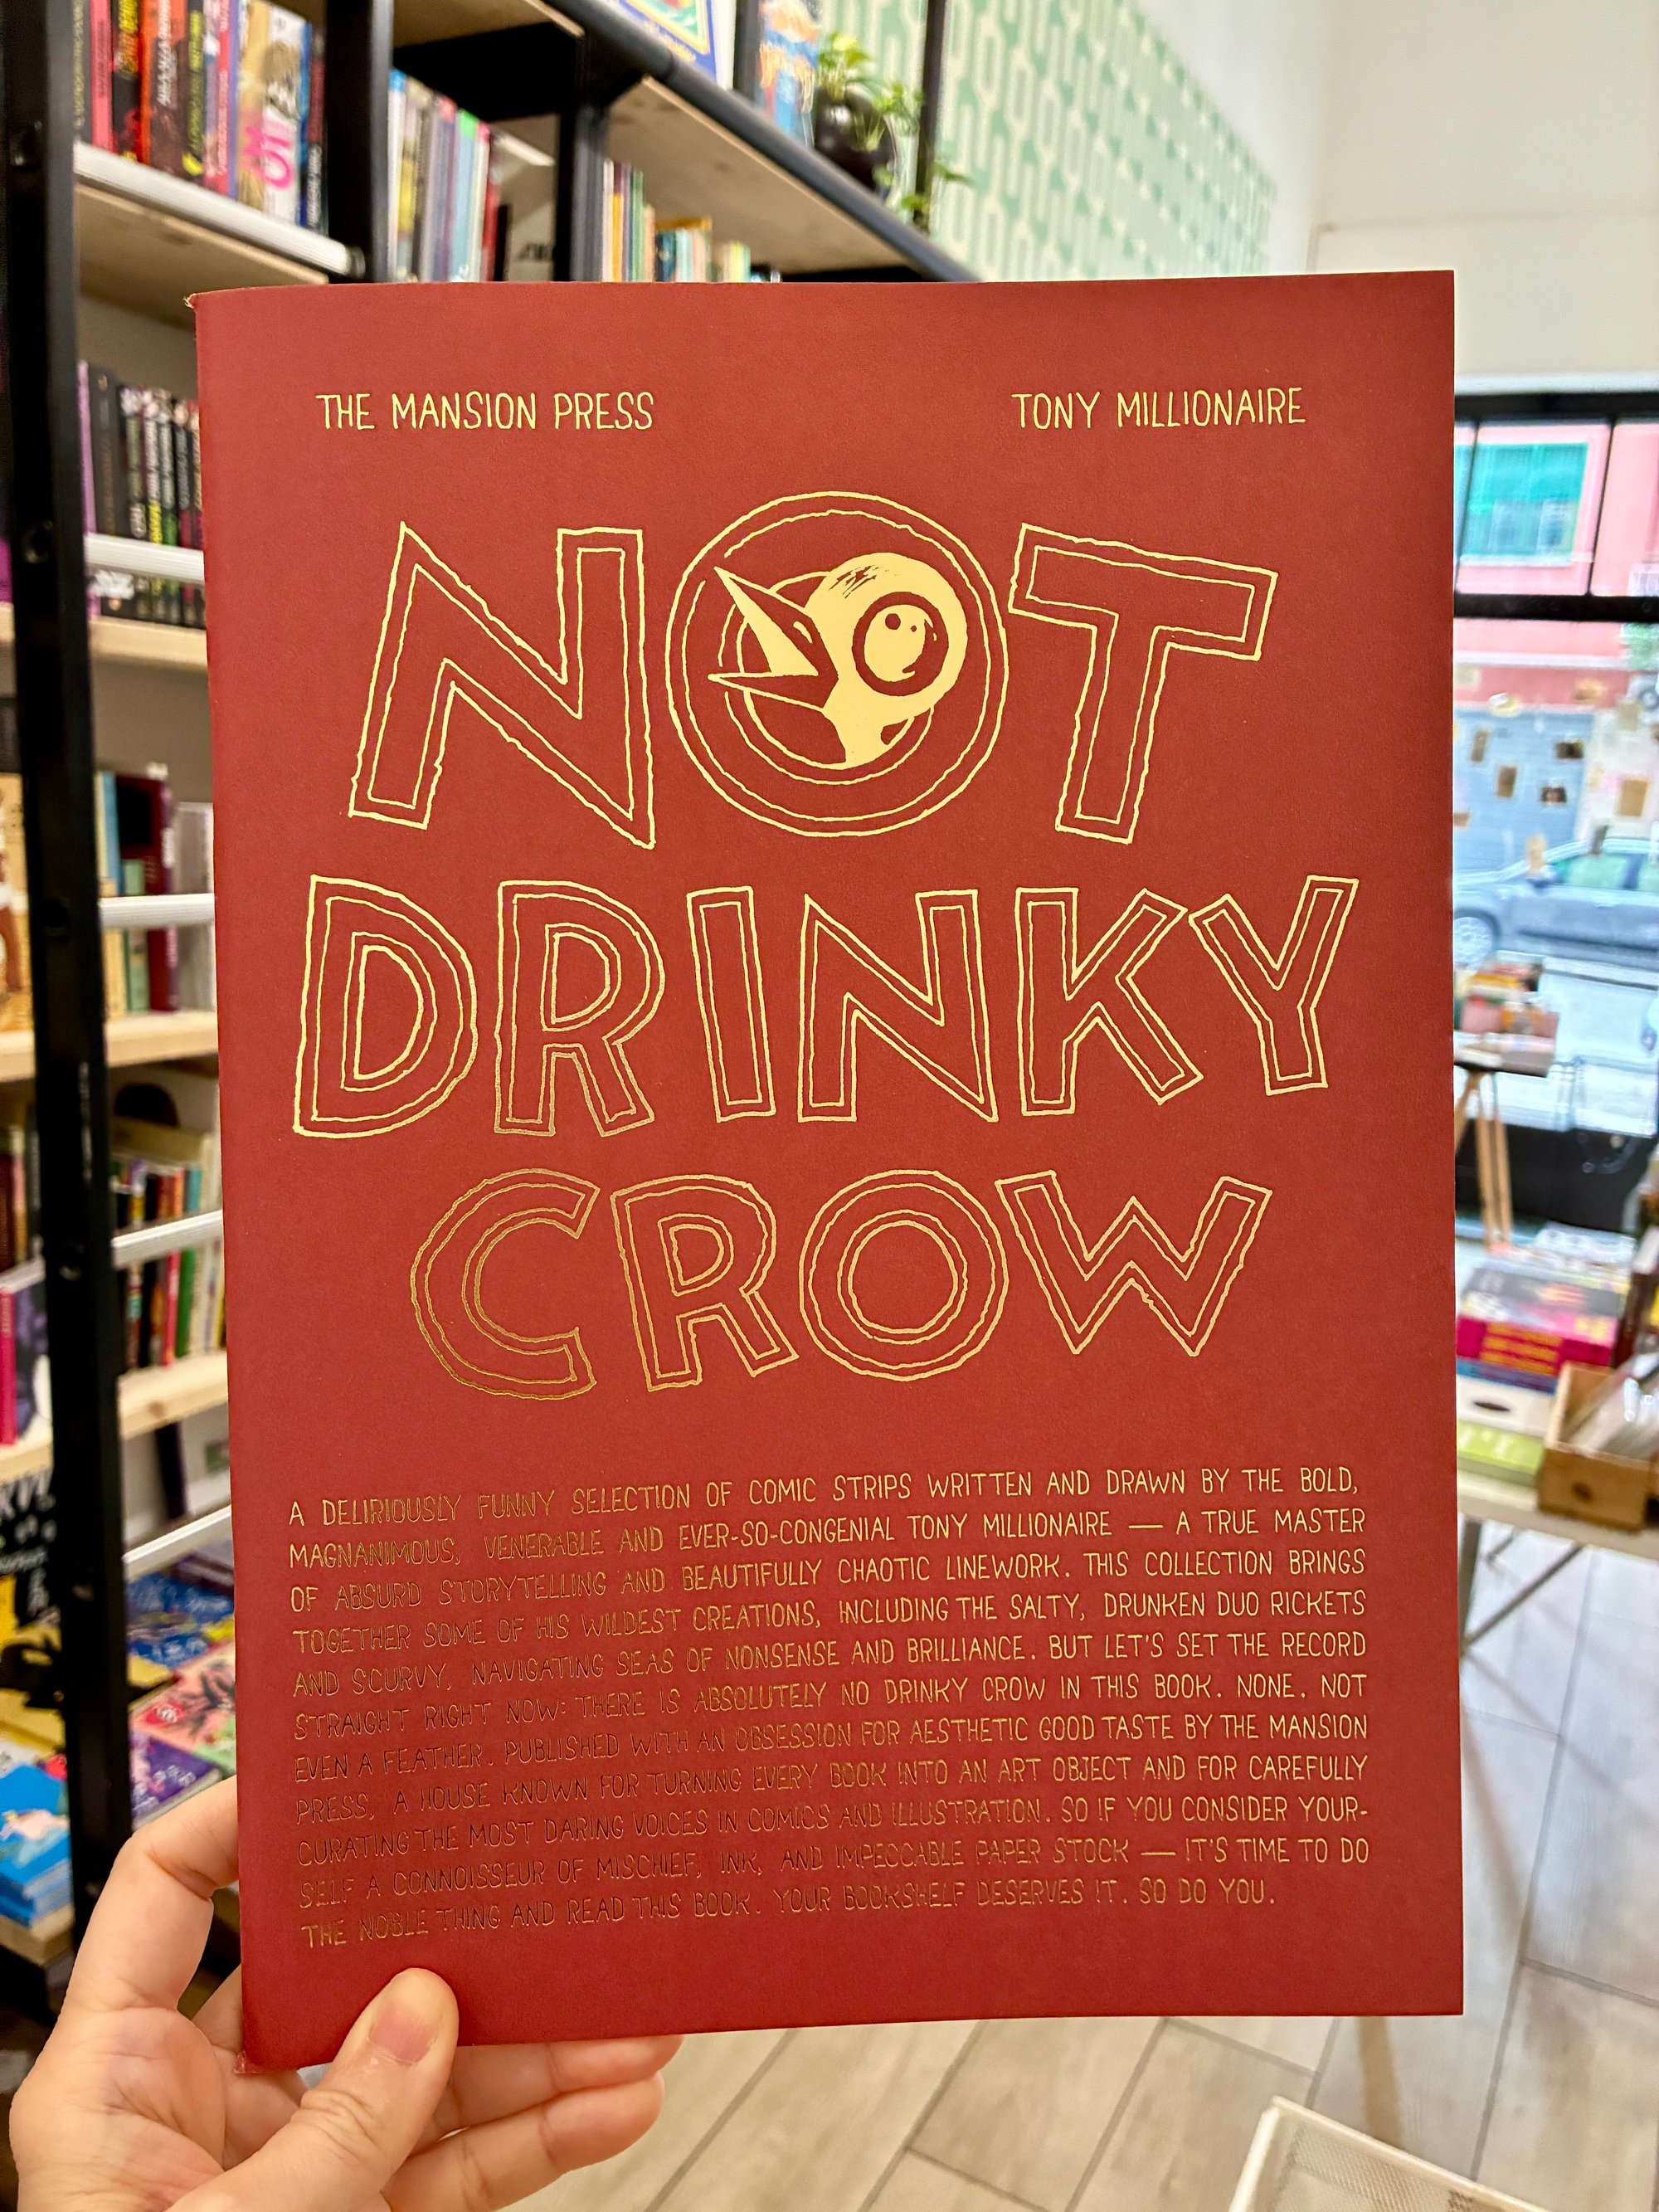 THE MANSION PRESS
TONY MILLIONAIRE
NOT
DRINKY
CROW
A DELIRIOUSLY FUNNY SELECTION OF COMIC STRIPS WRITTEN AND DRAWN BY THE BOLD,
MAGNANIMOUS, VENERABLE AND EVER-SO-CONGENIAL TONY MILLIONAIRE — A TRUE MASTER
OF ABSURD STORYTELLING AND BEAUTIFULLY CHAOTIC LINEWORK. THIS COLLECTION BRINGS
TOGETHER SOME OF HIS WILDEST CREATIONS, INCLUDING THE SALTY, DRUNKEN DUO RICKETS
AND SCURVY, NAVIGATING SEAS OF NONSENSE AND BRILLIANCE. BUT LET'S SET THE RECORD
STRAIGHT RIGHT NOW: THERE IS ABSOLUTELY NO DRINKY CROW IN THIS BOOK. NONE. NOT
EVEN A FEATHER. PUBLISHED WITH AN OBSESSION FOR AESTHETIC GOOD TASTE BY THE MANSION
PRESS, A HOUSE KNOWN FOR TURNING EVERY BOOK INTO AN ART OBJECT AND FOR CAREFULLY
CURATING THE MOST DARING VOICES IN COMICS AND ILLUSTRATION. SO IF YOU CONSIDER YOUR-
SELF A CONNOISSEUR OF MISCHIEF, INK, AND IMPECCABLE PAPER STOCK — IT'S TIME TO DO
THE NOBLE THING AND READ THIS BOOK. YOUR BOOKSHELF DESERVES IT. SO DO YOU.